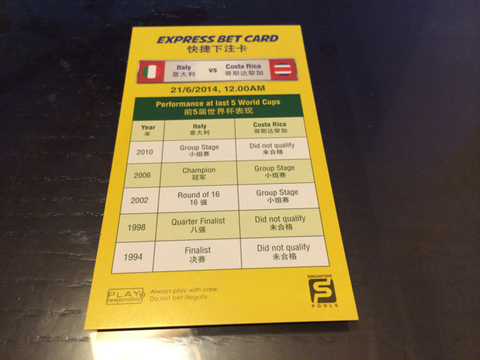 EXPRESS BET CARD
快捷下注卡
Italy vs Costa Rica
意大利 哥斯达黎加
21/6/2014, 12.00AM
Performance at last 5 World Cups
前5届世界杯表现
Year Italy Costa Rica
年 意大利 哥斯达黎加
2010 Group Stage Did not qualify
小组赛 未合格
2006 Champion Group Stage
冠军 小组赛
2002 Round of 16 Group Stage
16 强 小组赛
1998 Quarter Finalist Did not qualify
八强 未合格
1994 Finalist Did not qualify
决赛 未合格
PLAY responsibly
Always play with care.
Do not bet illegally.
SINGAPORE
S
POOLS